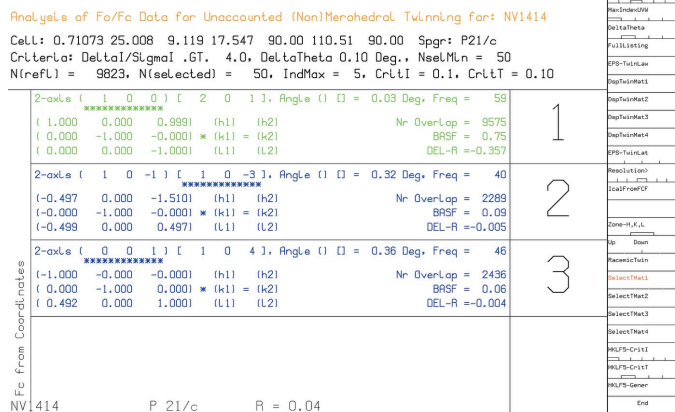 Analysis of Fo/Fc Data for Unaccounted (Non)Merohedral Twinning for: NV1414
Cell: 0.71073 25.008 9.119 17.547 90.00 110.51 90.00 Spgr: P21/c
Criteria: DeltaI/SigmaI .GT. 4.0, DeltaTheta 0.10 Deg., NselMin = 50
N(refl) = 9823, N(selected) = 50, IndMax = 5, CritI = 0.1, CritT = 0.10
2-axis ( 1 0 0 ) [ 2 0 1 ], Angle () [] = 0.03 Deg, Freq = 59
*************
( 1.000 0.000 0.999) (h1) (h2) Nr Overlap = 9575
( 0.000 -1.000 -0.000) * (k1) = (k2) BASF = 0.75
( 0.000 0.000 -1.000) (l1) (l2) DEL-R =-0.357
1
2-axis ( 1 0 -1 ) [ 1 0 -3 ], Angle () [] = 0.32 Deg, Freq = 40
*************
(-0.497 0.000 -1.510) (h1) (h2) Nr Overlap = 2289
(-0.000 -1.000 -0.000) * (k1) = (k2) BASF = 0.09
(-0.499 0.000 0.497) (l1) (l2) DEL-R =-0.005
2
2-axis ( 0 0 1 ) [ 1 0 4 ], Angle () [] = 0.36 Deg, Freq = 46
*************
(-1.000 -0.000 -0.000) (h1) (h2) Nr Overlap = 2436
( 0.000 -1.000 0.000) * (k1) = (k2) BASF = 0.06
( 0.492 0.000 1.000) (l1) (l2) DEL-R =-0.004
3
Fc from Coordinates
NV1414 P 21/c R = 0.04
MaxIndexUVW
DeltaTheta
FullListing
EPS-TwinLaw
DspTwinMat1
DspTwinMat2
DspTwinMat3
DspTwinMat4
EPS-TwinLat
Resolution>
IcalFromFCF
Zone-H,K,L
Up Down
RacemicTwin
SelectTMat1
SelectTMat2
SelectTMat3
SelectTMat4
HKLF5-CritI
HKLF5-CritT
HKLF5-Gener
End